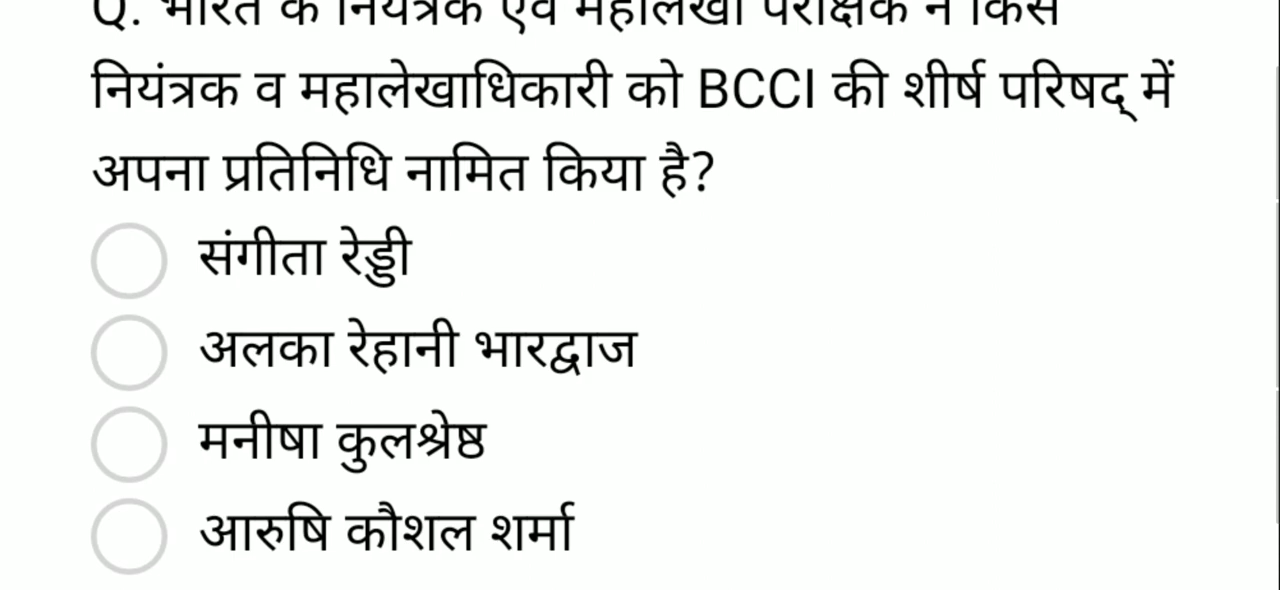 Q. भारत के नियंत्रक एवं महालेखा परीक्षक ने किस
नियंत्रक व महालेखाधिकारी को BCCI की शीर्ष परिषद् में
अपना प्रतिनिधि नामित किया है?
संगीता रेड्डी
अलका रेहानी भारद्वाज
मनीषा कुलश्रेष्ठ
आरुषि कौशल शर्मा